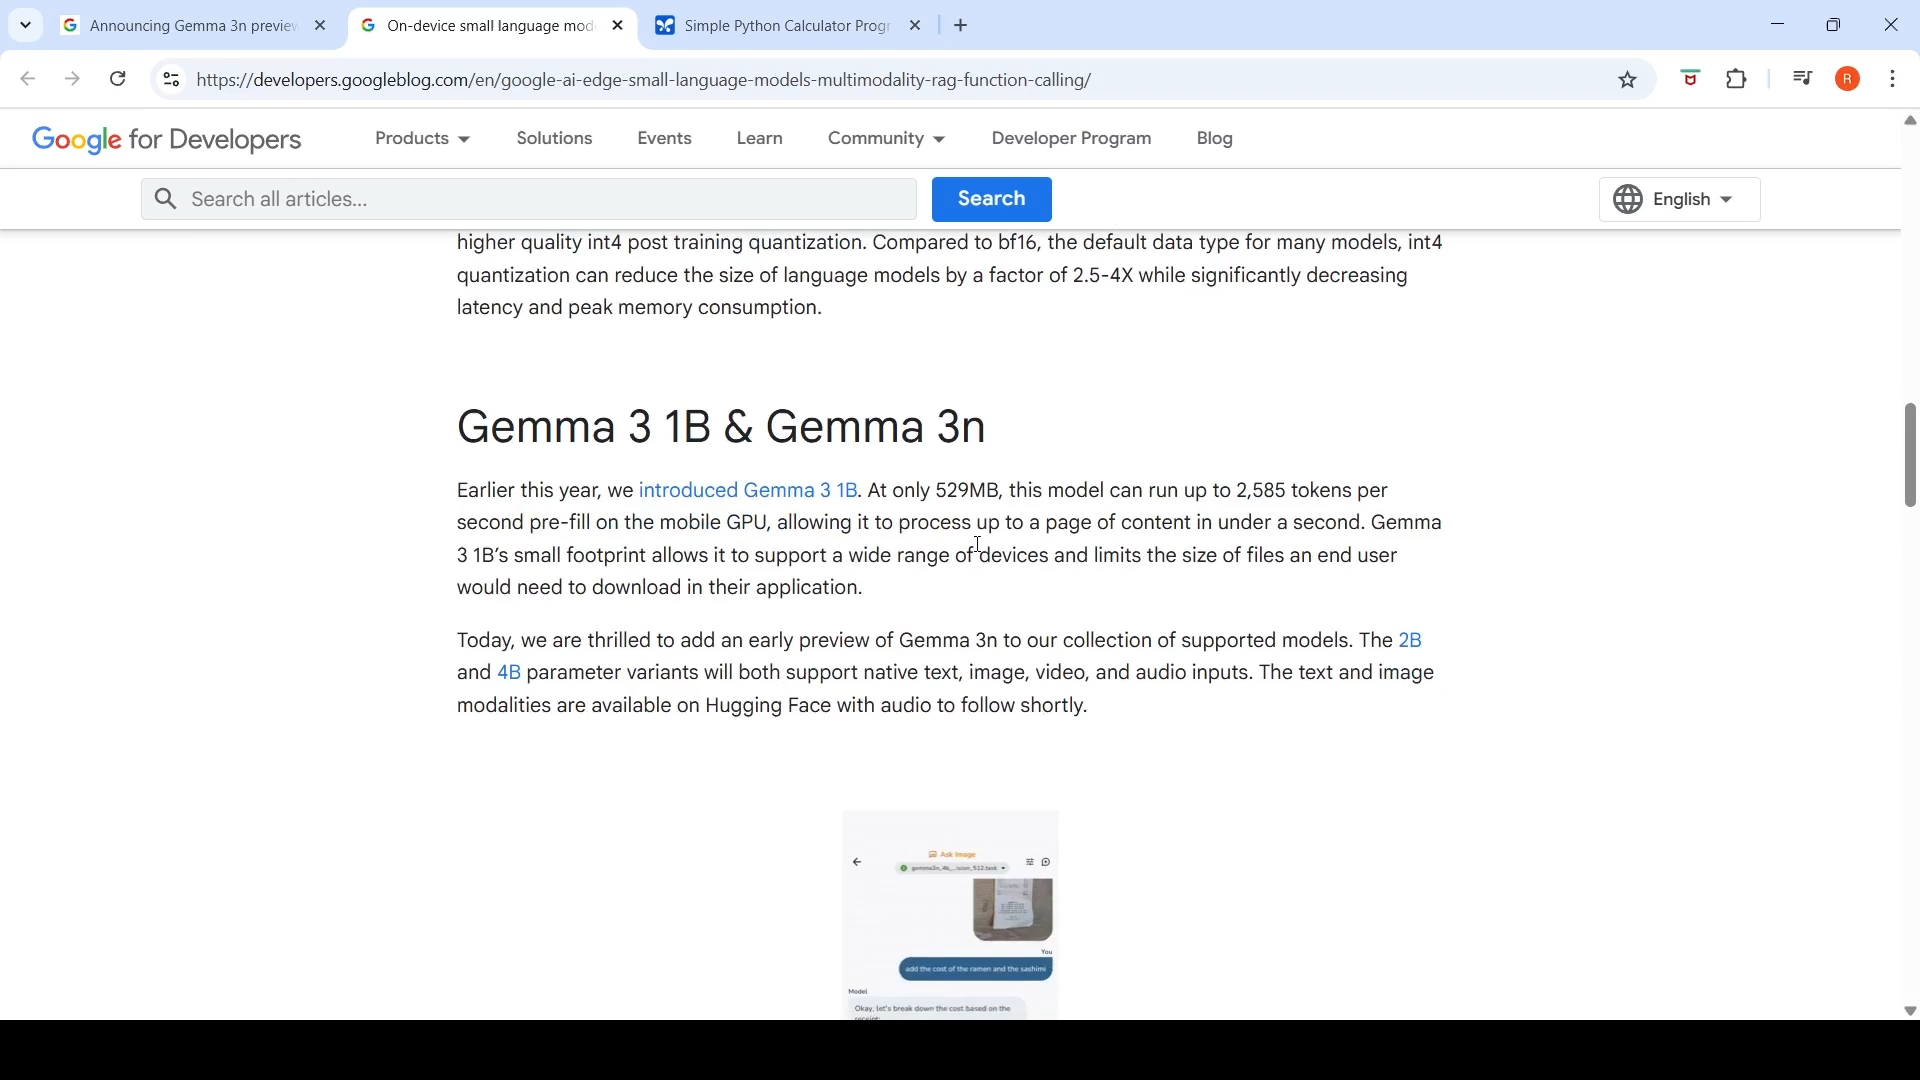 Announcing Gemma 3n previe
On-device small language mod
Simple Python Calculator Progr
https://developers.googleblog.com/en/google-ai-edge-small-language-models-multimodality-rag-function-calling/
R
Google for Developers
Products
Solutions
Events
Learn
Community
Developer Program
Blog
Search all articles...
Search
English
higher quality int4 post training quantization. Compared to bf16, the default data type for many models, int4
quantization can reduce the size of language models by a factor of 2.5-4X while significantly decreasing
latency and peak memory consumption.
Gemma 3 1B & Gemma 3n
Earlier this year, we introduced Gemma 3 1B. At only 529MB, this model can run up to 2,585 tokens per
second pre-fill on the mobile GPU, allowing it to process up to a page of content in under a second. Gemma
3 1B’s small footprint allows it to support a wide range of devices and limits the size of files an end user
would need to download in their application.
Today, we are thrilled to add an early preview of Gemma 3n to our collection of supported models. The 2B
and 4B parameter variants will both support native text, image, video, and audio inputs. The text and image
modalities are available on Hugging Face with audio to follow shortly.
Ask Image
You
add the cost of the ramen and the sashimi
Model
Okay, let's break down the cost based on the
receipt: